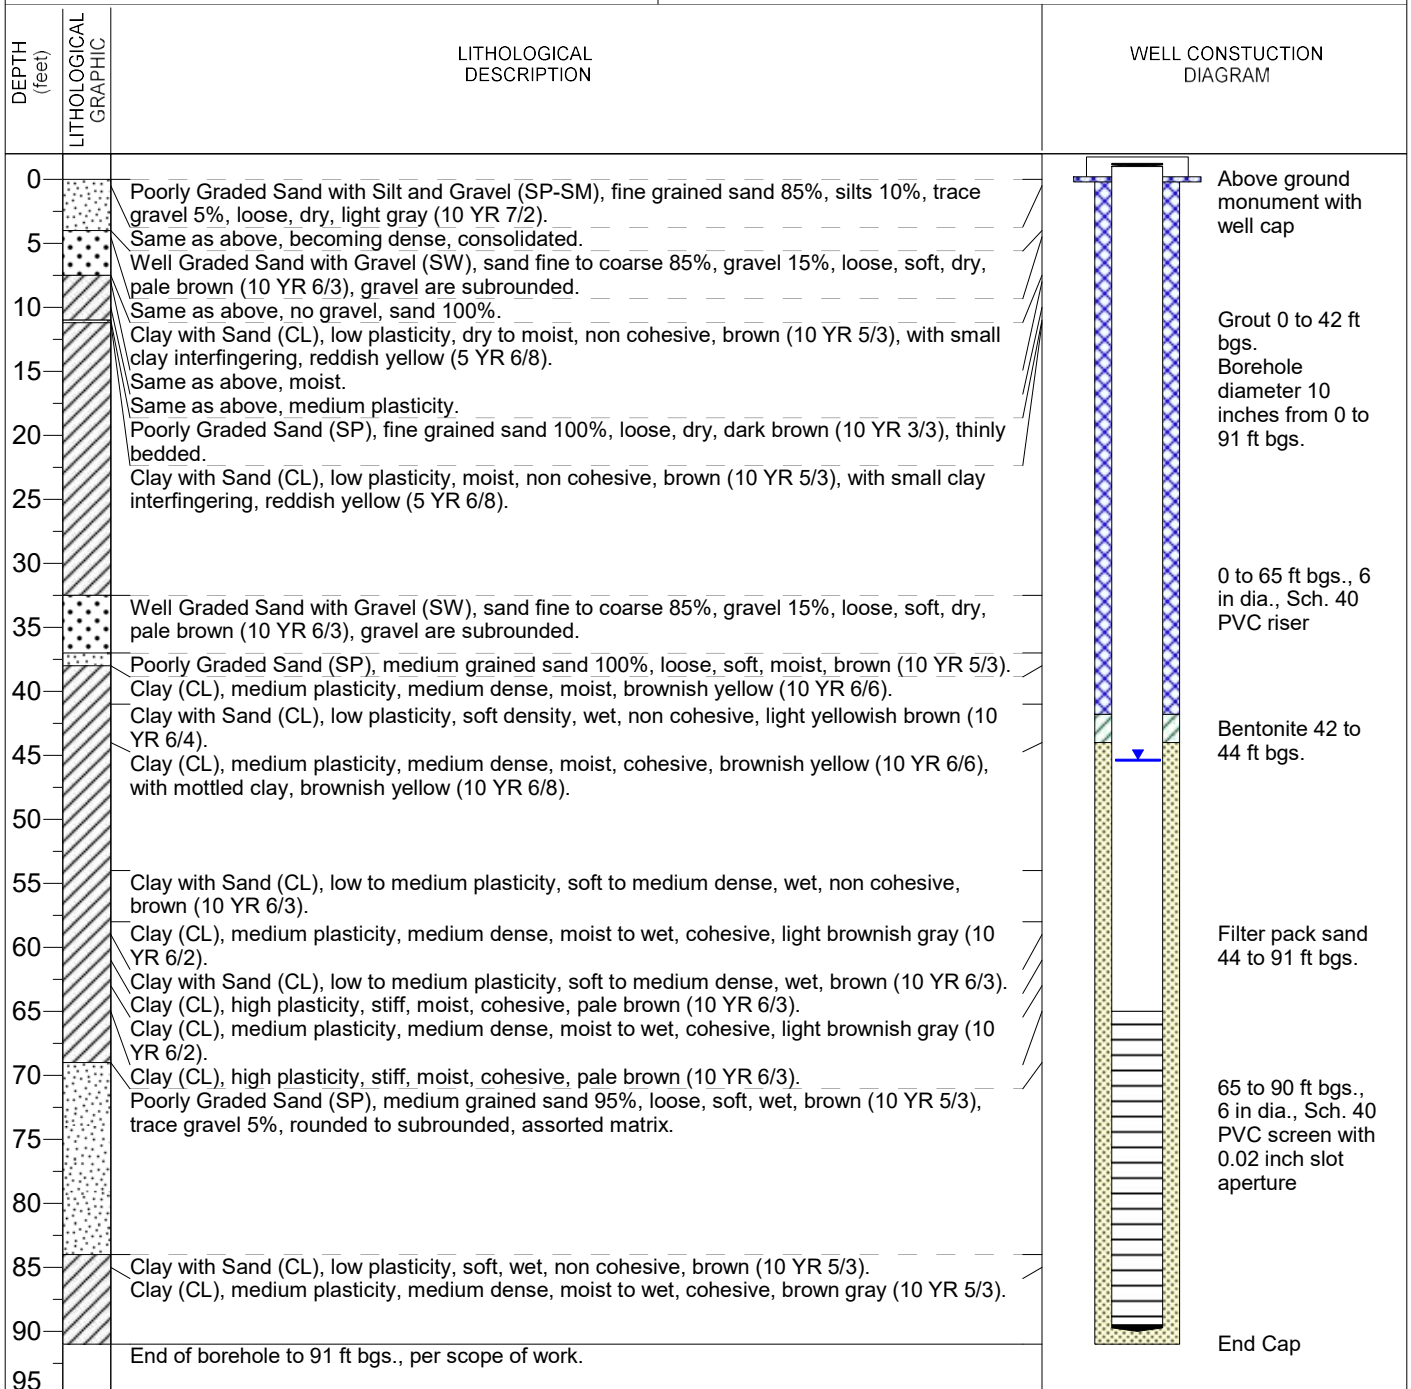 DEPTH
(feet)
LITHOLOGICAL
GRAPHIC
LITHOLOGICAL
DESCRIPTION
WELL CONSTUCTION
DIAGRAM
0
5
10
15
20
25
30
35
40
45
50
55
60
65
70
75
80
85
90
95
Poorly Graded Sand with Silt and Gravel (SP-SM), fine grained sand 85%, silts 10%, trace
gravel 5%, loose, dry, light gray (10 YR 7/2).
Same as above, becoming dense, consolidated.
Well Graded Sand with Gravel (SW), sand fine to coarse 85%, gravel 15%, loose, soft, dry,
pale brown (10 YR 6/3), gravel are subrounded.
Same as above, no gravel, sand 100%.
Clay with Sand (CL), low plasticity, dry to moist, non cohesive, brown (10 YR 5/3), with small
clay interfingering, reddish yellow (5 YR 6/8).
Same as above, moist.
Same as above, medium plasticity.
Poorly Graded Sand (SP), fine grained sand 100%, loose, dry, dark brown (10 YR 3/3), thinly
bedded.
Clay with Sand (CL), low plasticity, moist, non cohesive, brown (10 YR 5/3), with small clay
interfingering, reddish yellow (5 YR 6/8).
Well Graded Sand with Gravel (SW), sand fine to coarse 85%, gravel 15%, loose, soft, dry,
pale brown (10 YR 6/3), gravel are subrounded.
Poorly Graded Sand (SP), medium grained sand 100%, loose, soft, moist, brown (10 YR 5/3).
Clay (CL), medium plasticity, medium dense, moist, brownish yellow (10 YR 6/6).
Clay with Sand (CL), low plasticity, soft density, wet, non cohesive, light yellowish brown (10
YR 6/4).
Clay (CL), medium plasticity, medium dense, moist, cohesive, brownish yellow (10 YR 6/6),
with mottled clay, brownish yellow (10 YR 6/8).
Clay with Sand (CL), low to medium plasticity, soft to medium dense, wet, non cohesive,
brown (10 YR 6/3).
Clay (CL), medium plasticity, medium dense, moist to wet, cohesive, light brownish gray (10
YR 6/2).
Clay with Sand (CL), low to medium plasticity, soft to medium dense, wet, brown (10 YR 6/3).
Clay (CL), high plasticity, stiff, moist, cohesive, pale brown (10 YR 6/3).
Clay (CL), medium plasticity, medium dense, moist to wet, cohesive, light brownish gray (10
YR 6/2).
Clay (CL), high plasticity, stiff, moist, cohesive, pale brown (10 YR 6/3).
Poorly Graded Sand (SP), medium grained sand 95%, loose, soft, wet, brown (10 YR 5/3),
trace gravel 5%, rounded to subrounded, assorted matrix.
Clay with Sand (CL), low plasticity, soft, wet, non cohesive, brown (10 YR 5/3).
Clay (CL), medium plasticity, medium dense, moist to wet, cohesive, brown gray (10 YR 5/3).
End of borehole to 91 ft bgs., per scope of work.
Above ground
monument with
well cap
Grout 0 to 42 ft
bgs.
Borehole
diameter 10
inches from 0 to
91 ft bgs.
0 to 65 ft bgs., 6
in dia., Sch. 40
PVC riser
Bentonite 42 to
44 ft bgs.
Filter pack sand
44 to 91 ft bgs.
65 to 90 ft bgs.,
6 in dia., Sch. 40
PVC screen with
0.02 inch slot
aperture
End Cap